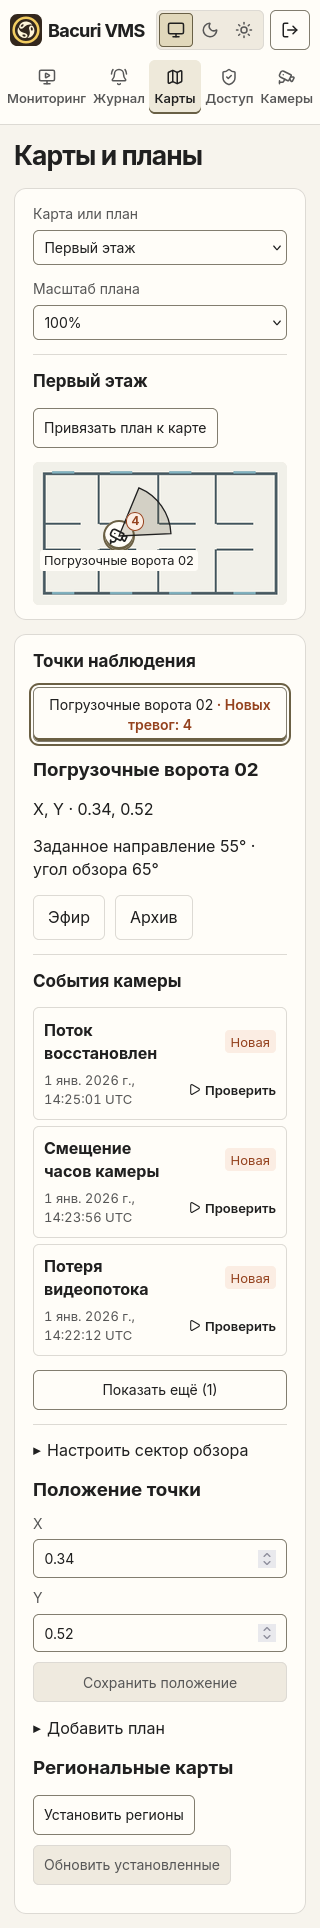 Bacuri VMS
Мониторинг Журнал Карты Доступ Камеры
Карты и планы
Карта или план
Первый этаж
Масштаб плана
100%
Первый этаж
Привязать план к карте
4
Погрузочные ворота 02
Точки наблюдения
Погрузочные ворота 02 · Новых
тревог: 4
Погрузочные ворота 02
X, Y · 0.34, 0.52
Заданное направление 55° ·
угол обзора 65°
Эфир Архив
События камеры
Поток
восстановлен
Новая
1 янв. 2026 г.,
14:25:01 UTC
Проверить
Смещение
часов камеры
Новая
1 янв. 2026 г.,
14:23:56 UTC
Проверить
Потеря
видеопотока
Новая
1 янв. 2026 г.,
14:22:12 UTC
Проверить
Показать ещё (1)
Настроить сектор обзора
Положение точки
X
0.34
Y
0.52
Сохранить положение
Добавить план
Региональные карты
Установить регионы
Обновить установленные